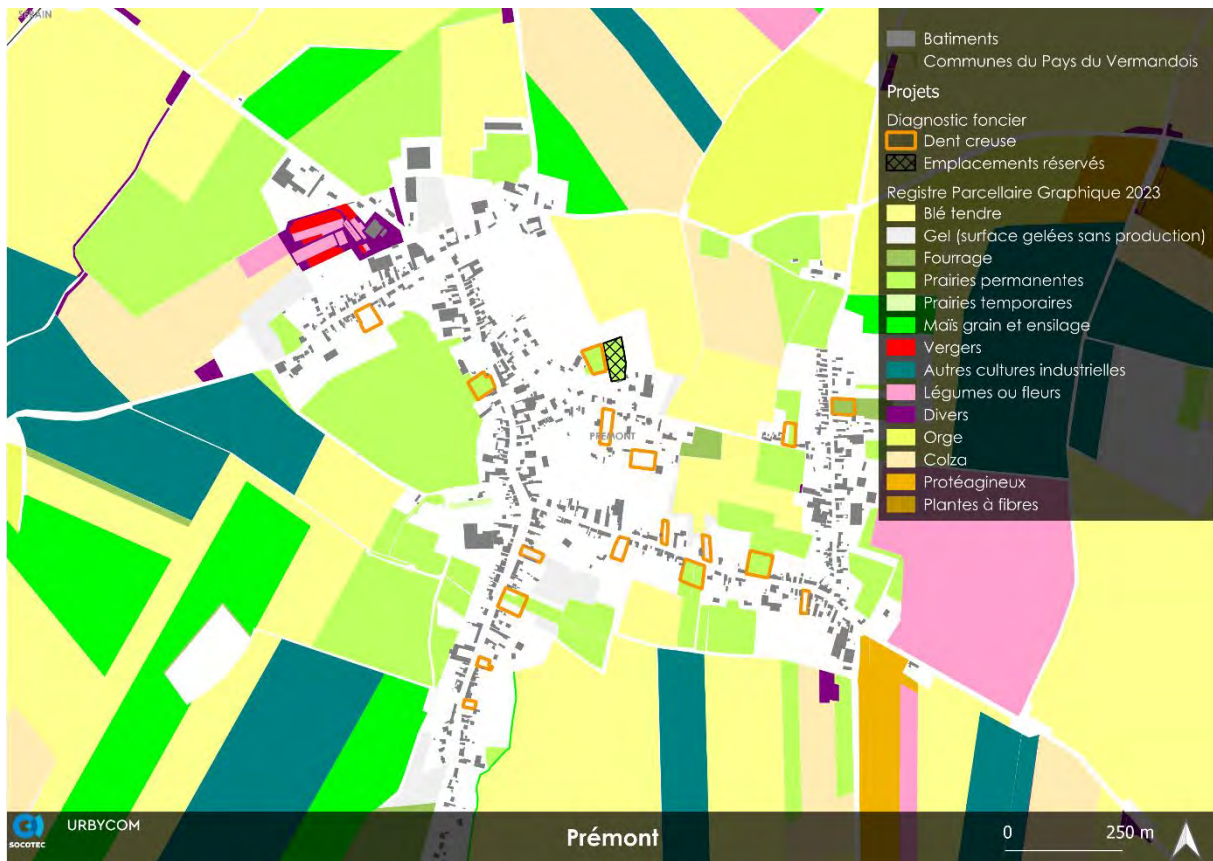 SERAIN
Batiments
Communes du Pays du Vermandois
Projets
Diagnostic foncier
Dent creuse
Emplacements réservés
Registre Parcellaire Graphique 2023
Blé tendre
Gel (surface gelées sans production)
Fourrage
Prairies permanentes
Prairies temporaires
Maïs grain et ensilage
Vergers
Autres cultures industrielles
Légumes ou fleurs
Divers
Orge
Colza
Protéagineux
Plantes à fibres
PREMONT
SOCOTEC
URBYCOM
Prémont
0 250 m